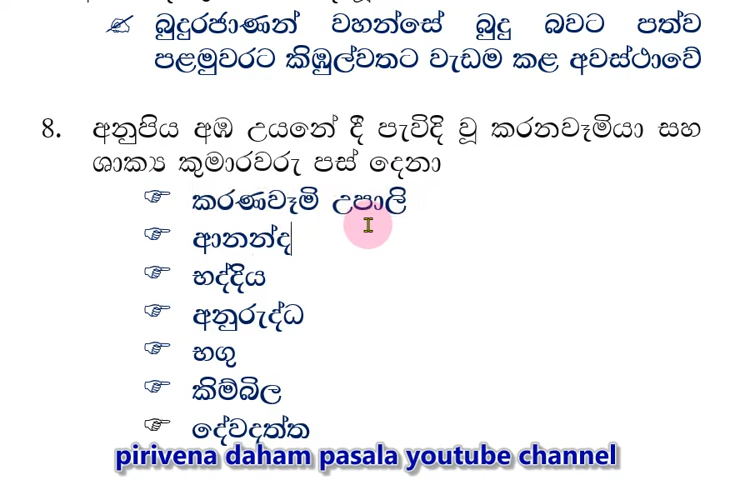 බුදුරජාණන් වහන්සේ බුදු බවට පත්ව
පළමුවරට කිඹුල්වතට වැඩම කළ අවස්ථාවේ
8. අනුපිය අඹ උයනේ දී පැවිදි වූ කරනවෑමියා සහ
ශාක්‍ය කුමාරවරු පස් දෙනා
කරණවෑමි උපාලි
ආනන්ද
භද්දිය
අනුරුද්ධ
භගු
කිම්බිල
දේවදත්ත
pirivena daham pasala youtube channel